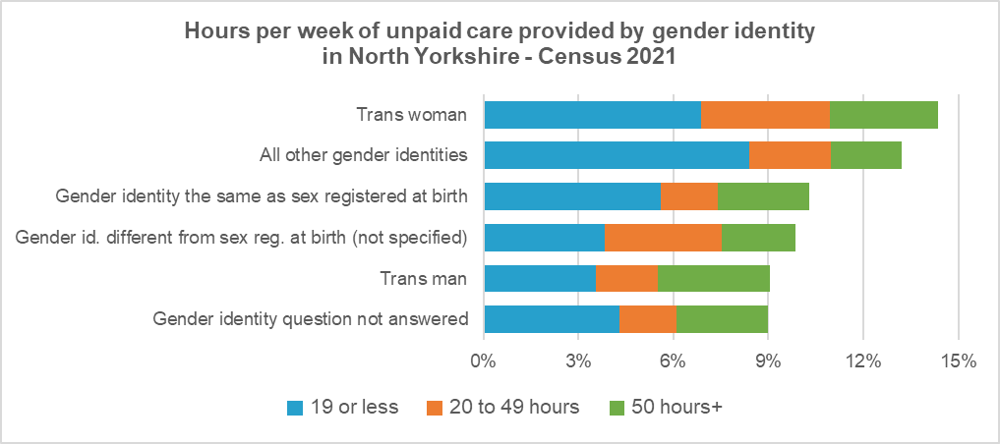 Hours per week of unpaid care provided by gender identity
in North Yorkshire - Census 2021
Trans woman
All other gender identities
Gender identity the same as sex registered at birth
Gender id. different from sex reg. at birth (not specified)
Trans man
Gender identity question not answered
0% 3% 6% 9% 12% 15%
19 or less 20 to 49 hours 50 hours+